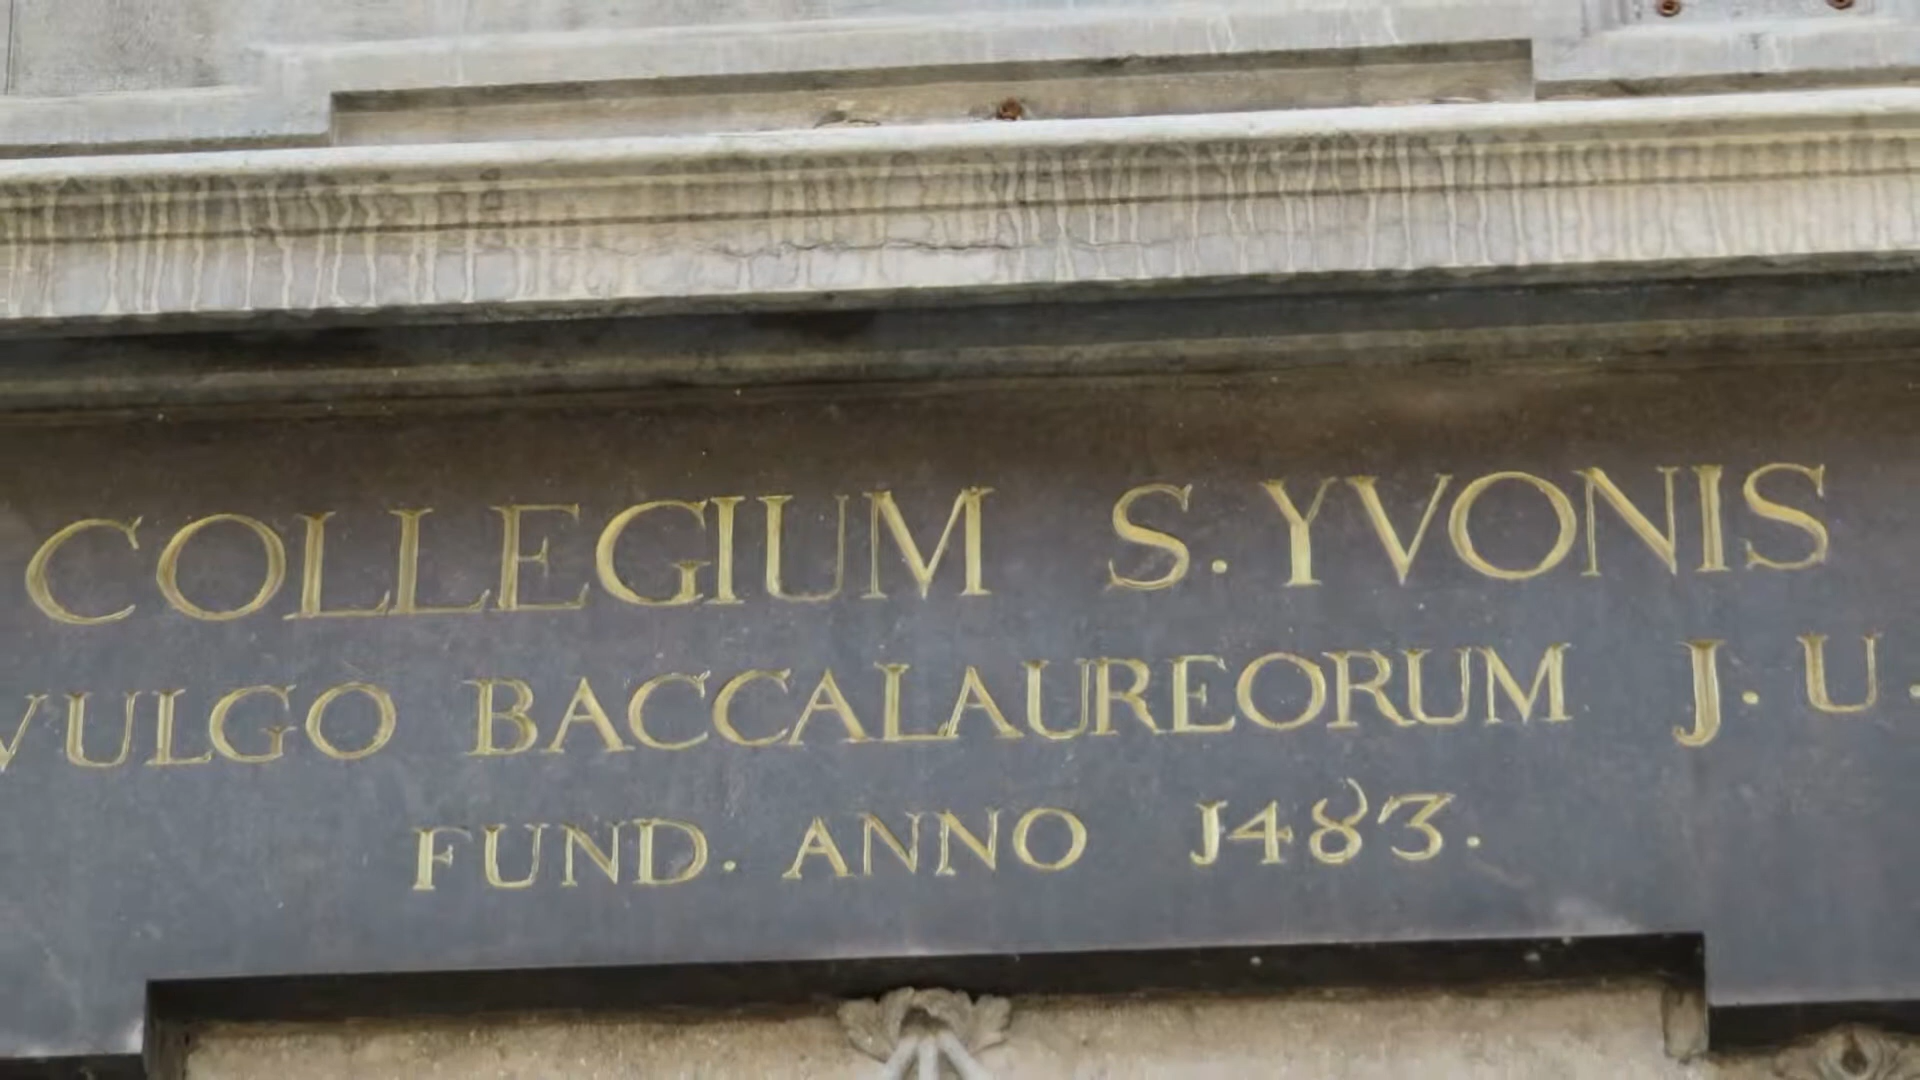 COLLEGIUM S. YVONIS
VULGO BACCALAUREORUM J. U.
FUND. ANNO J483.